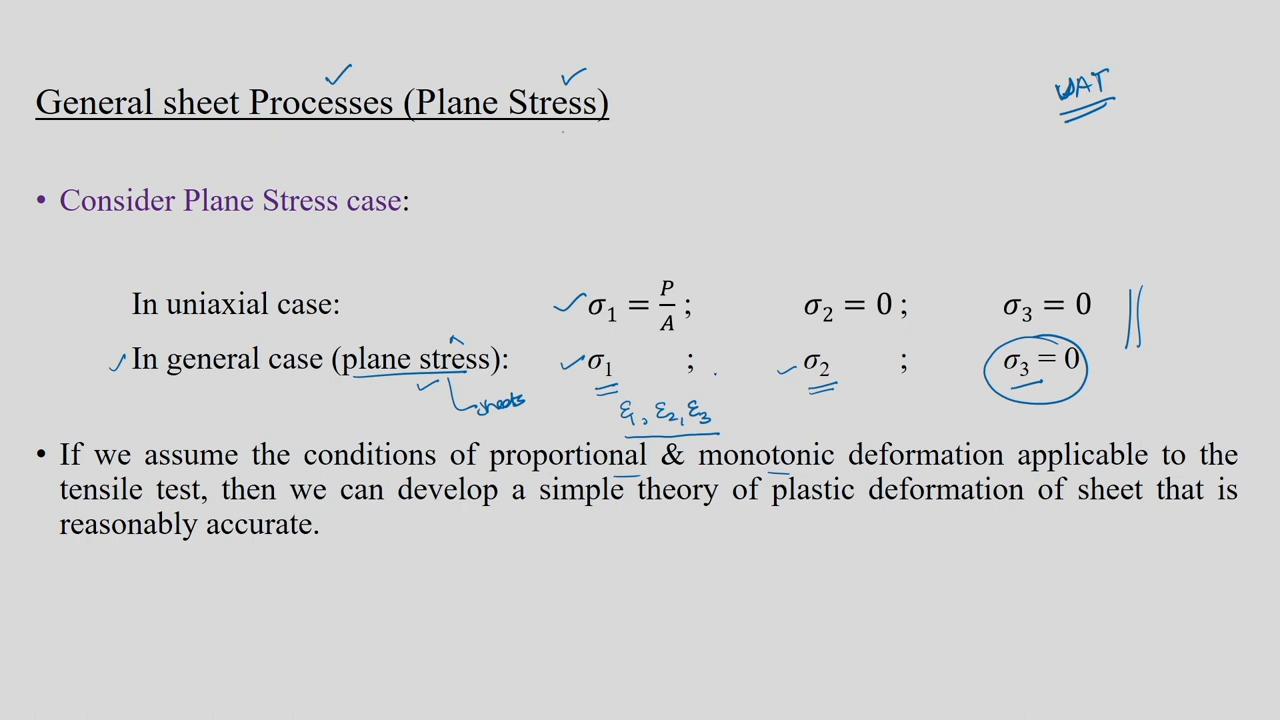 General sheet Processes (Plane Stress)
UAT
• Consider Plane Stress case:
In uniaxial case: σ₁ = P/A ; σ₂ = 0 ; σ₃ = 0
In general case (plane stress): σ₁ ; σ₂ ; σ₃ = 0
sheets
ε₁, ε₂, ε₃
• If we assume the conditions of proportional & monotonic deformation applicable to the
tensile test, then we can develop a simple theory of plastic deformation of sheet that is
reasonably accurate.